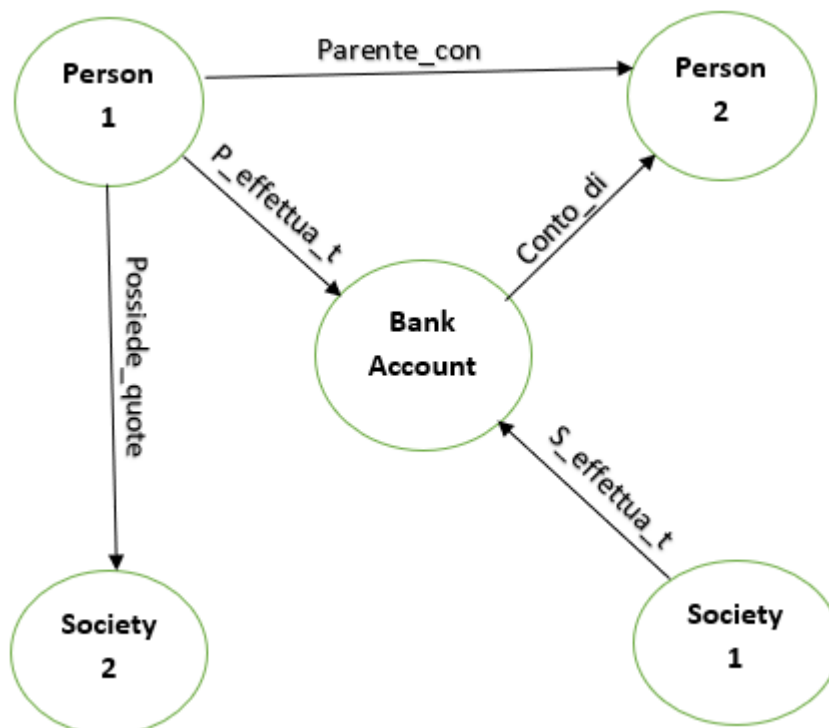 Person
1
Parente_con
Person
2
P_effettua_t
Conto_di
Possiede_quote
Bank
Account
S_effettua_t
Society
2
Society
1